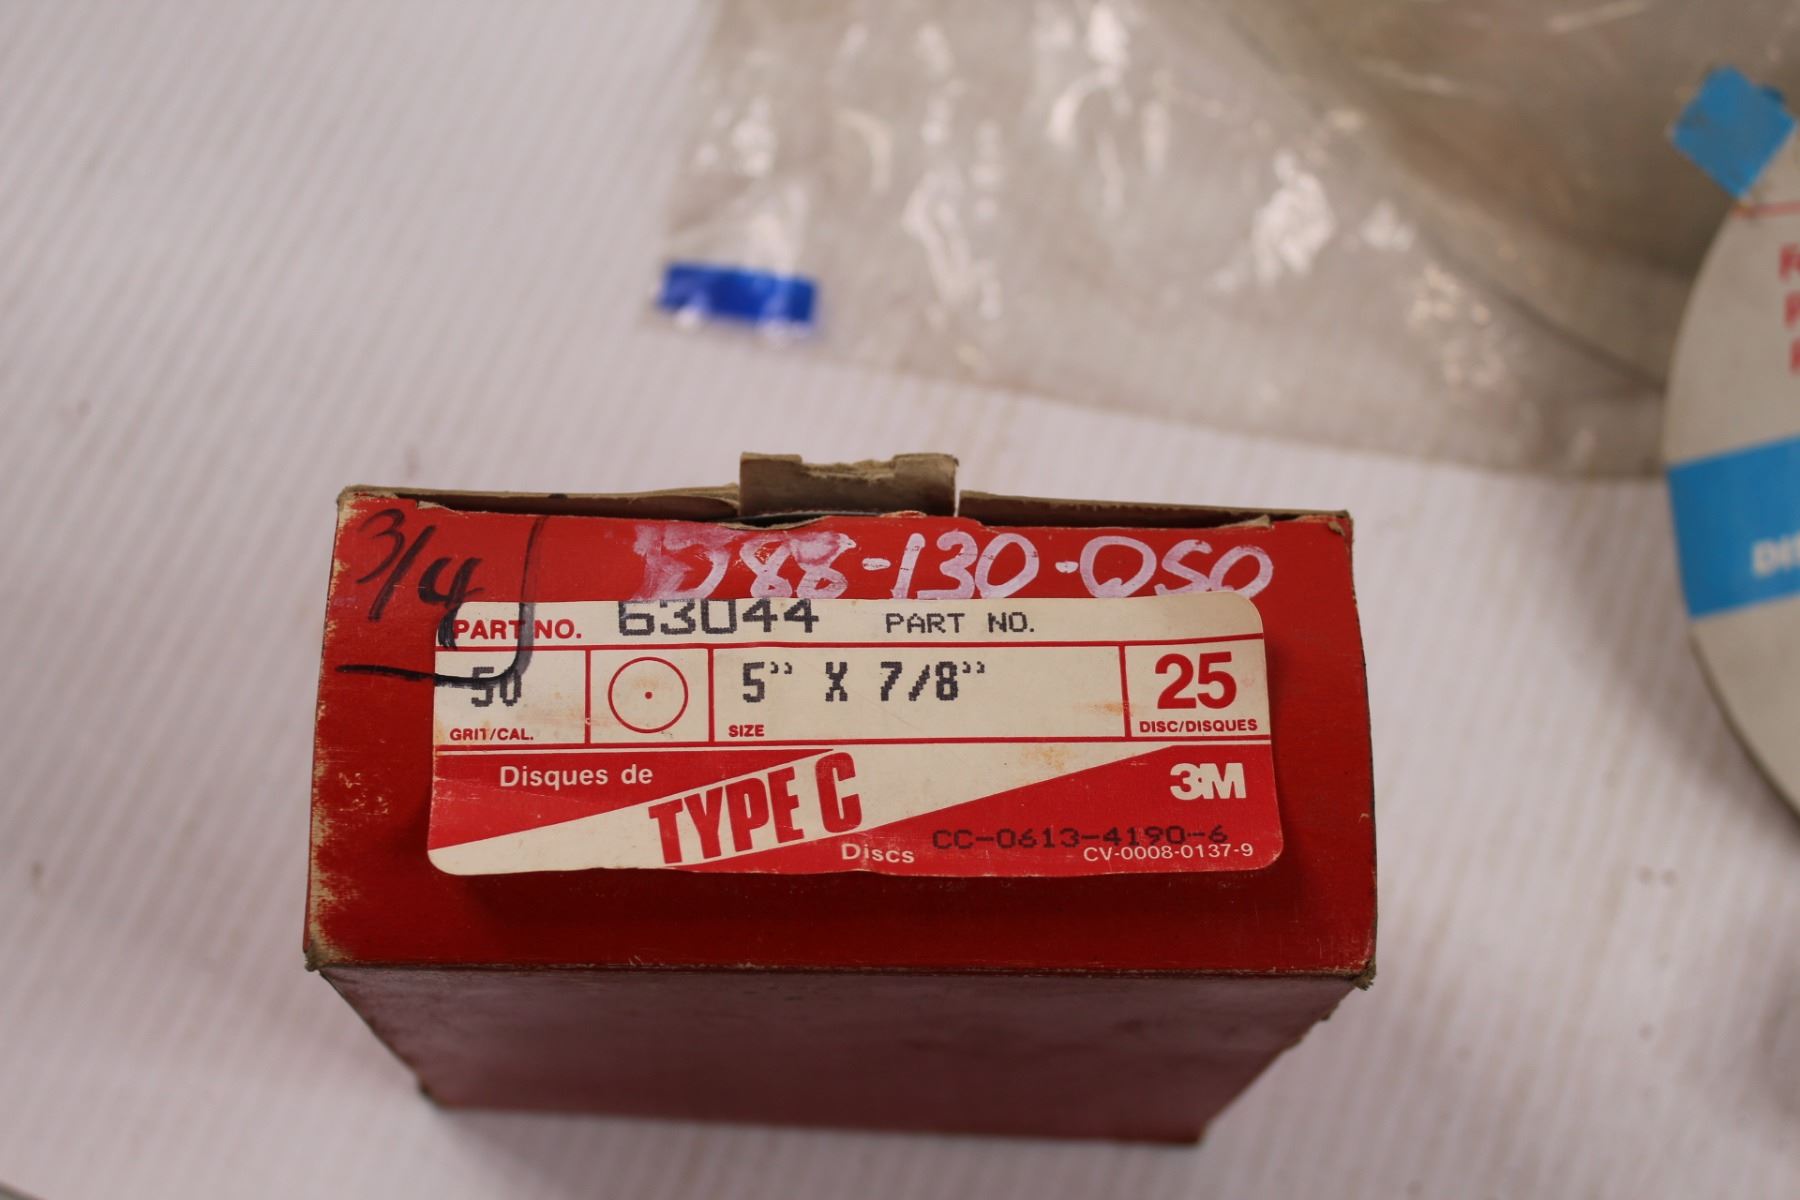 3/4
D88-130-050
PART NO. 63044 PART NO.
50
GRIT/CAL.
5" X 7/8"
SIZE
25
DISC/DISQUES
Disques de
TYPE C
Discs
3M
CC-0613-4190-6
CV-0008-0137-9